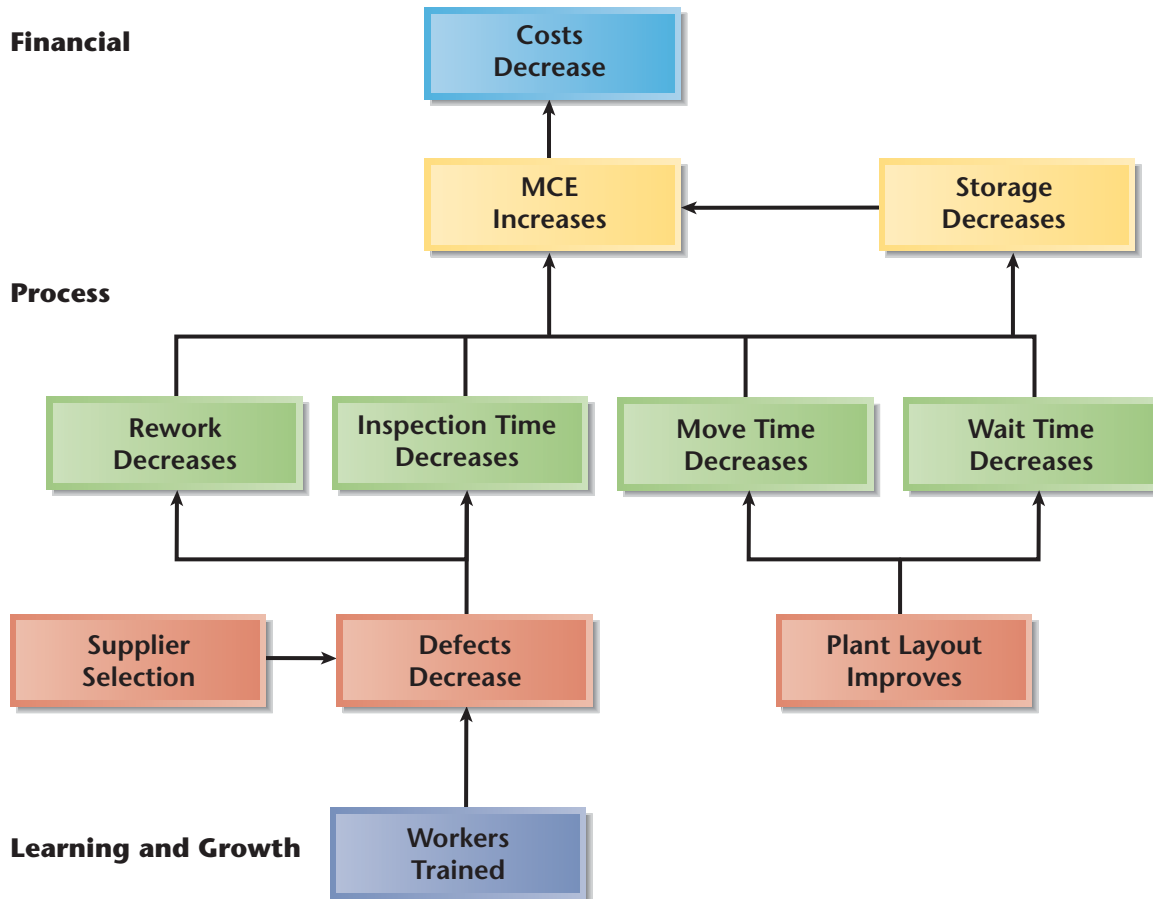 Financial
Costs
Decrease
MCE
Increases
Storage
Decreases
Process
Rework
Decreases
Inspection Time
Decreases
Move Time
Decreases
Wait Time
Decreases
Supplier
Selection
Defects
Decrease
Plant Layout
Improves
Learning and Growth
Workers
Trained